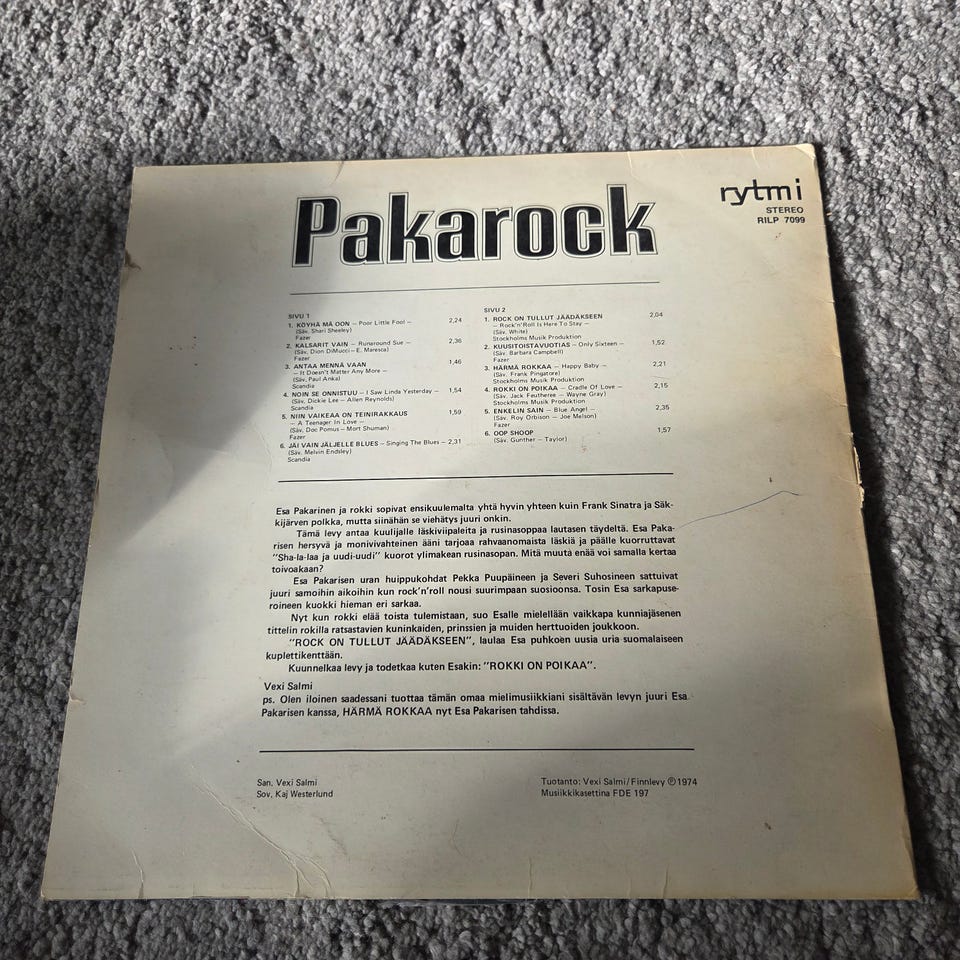 Pakarock
rytmi
STEREO
RILP 7099
SIVU 1
1. KÖYHÄ MÄ OON – Poor Little Fool – 2,24
(Säv. Shari Sheeley)
Fazer
2. KALSARIT VAIN – Runaround Sue – 2,36
(Säv. Dion DiMucci – E. Maresca)
Fazer
3. ANTAA MENNÄ VAAN 1,46
– It Doesn't Matter Any More –
(Säv. Paul Anka)
Scandia
4. NOIN SE ONNISTUU – I Saw Linda Yesterday – 1,54
(Säv. Dickie Lee – Allen Reynolds)
Scandia
5. NIIN VAIKEAA ON TEINIRAKKAUS 1,59
– A Teenager In Love –
(Säv. Doc Pomus – Mort Shuman)
Fazer
6. JÄI VAIN JÄLJELLE BLUES – Singing The Blues – 2,31
(Säv. Melvin Endsley)
Scandia
SIVU 2
1. ROCK ON TULLUT JÄÄDÄKSEEN 2,04
– Rock'n'Roll Is Here To Stay –
(Säv. White)
Stockholms Musik Produktion
2. KUUSITOISTAVUOTIAS – Only Sixteen – 1,52
(Säv. Barbara Campbell)
Fazer
3. HÄRMÄ ROKKAA – Happy Baby – 2,21
(Säv. Frank Pingatore)
Stockholms Musik Produktion
4. ROKKI ON POIKAA – Cradle Of Love – 2,15
(Säv. Jack Feutheree – Wayne Gray)
Stockholms Musik Produktion
5. ENKELIN SAIN – Blue Angel – 2,35
(Säv. Roy Orbison – Joe Melson)
Fazer
6. OOP SHOOP 1,57
(Säv. Gunther – Taylor)
Esa Pakarinen ja rokki sopivat ensikuulemalta yhtä hyvin yhteen kuin Frank Sinatra ja Säk-
kijärven polkka, mutta siinähän se viehätys juuri onkin.
Tämä levy antaa kuulijalle läskiviipaleita ja rusinasoppaa lautasen täydeltä. Esa Paka-
risen hersyvä ja monivivahteinen ääni tarjoaa rahvaanomaista läskiä ja päälle kuorruttavat
"Sha-la-laa ja uudi-uudi" kuorot ylimakean rusinasopan. Mitä muuta enää voi samalla kertaa
toivoakaan?
Esa Pakarisen uran huippukohdat Pekka Puupäineen ja Severi Suhosineen sattuivat
juuri samoihin aikoihin kun rock'n'roll nousi suurimpaan suosioonsa. Tosin Esa sarkapuse-
roineen kuokki hieman eri sarkaa.
Nyt kun rokki elää toista tulemistaan, suo Esalle mielellään vaikkapa kunniajäsenen
tittelin rokilla ratsastavien kuninkaiden, prinssien ja muiden herttuoiden joukkoon.
"ROCK ON TULLUT JÄÄDÄKSEEN", laulaa Esa puhkoen uusia uria suomalaiseen
kuplettikenttään.
Kuunnelkaa levy ja todetkaa kuten Esakin: "ROKKI ON POIKAA".
Vexi Salmi
ps. Olen iloinen saadessani tuottaa tämän omaa mielimusiikkiani sisältävän levyn juuri Esa
Pakarisen kanssa, HÄRMÄ ROKKAA nyt Esa Pakarisen tahdissa.
San. Vexi Salmi
Sov. Kaj Westerlund
Tuotanto: Vexi Salmi/Finnlevy ℗ 1974
Musiikkikasettina FDE 197